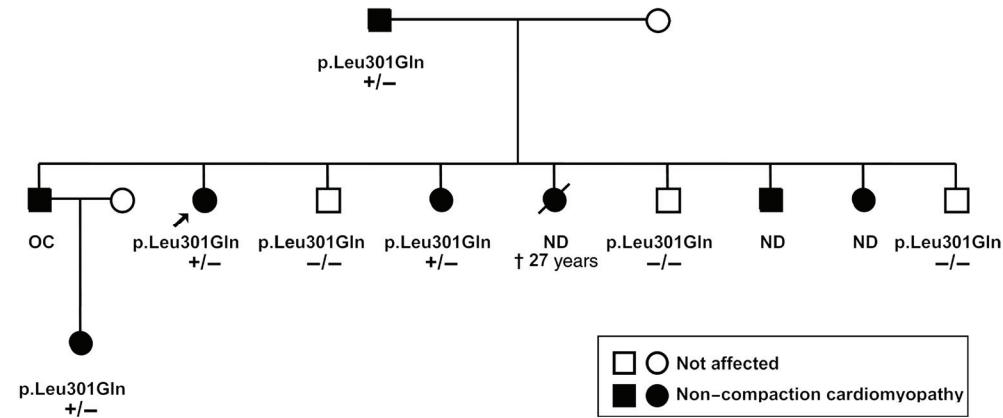 p.Leu301Gln
+/−
OC
p.Leu301Gln
+/−
p.Leu301Gln
−/−
p.Leu301Gln
+/−
ND
† 27 years
p.Leu301Gln
−/−
ND
ND
p.Leu301Gln
−/−
p.Leu301Gln
+/−
Not affected
Non−compaction cardiomyopathy